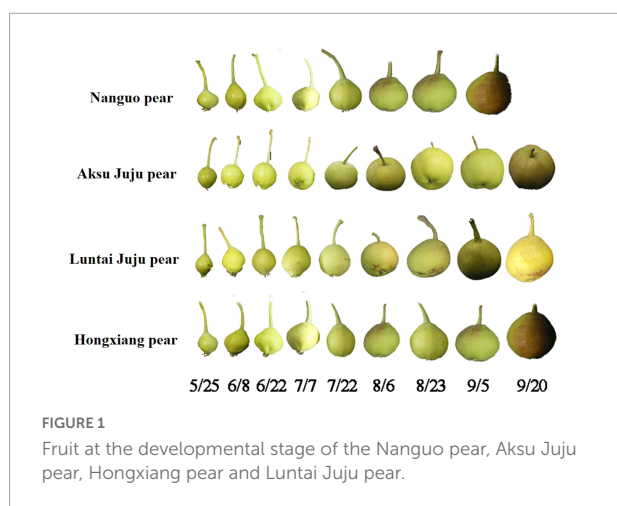 Nanguo pear
Aksu Juju pear
Luntai Juju pear
Hongxiang pear
5/25 6/8 6/22 7/7 7/22 8/6 8/23 9/5 9/20
FIGURE 1
Fruit at the developmental stage of the Nanguo pear, Aksu Juju
pear, Hongxiang pear and Luntai Juju pear.